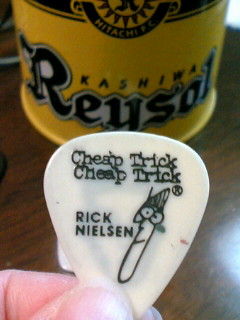 HITACHI F.C.
KASHIWA
Reysol
Cheap Trick
Cheap Trick
®
RICK
NIELSEN